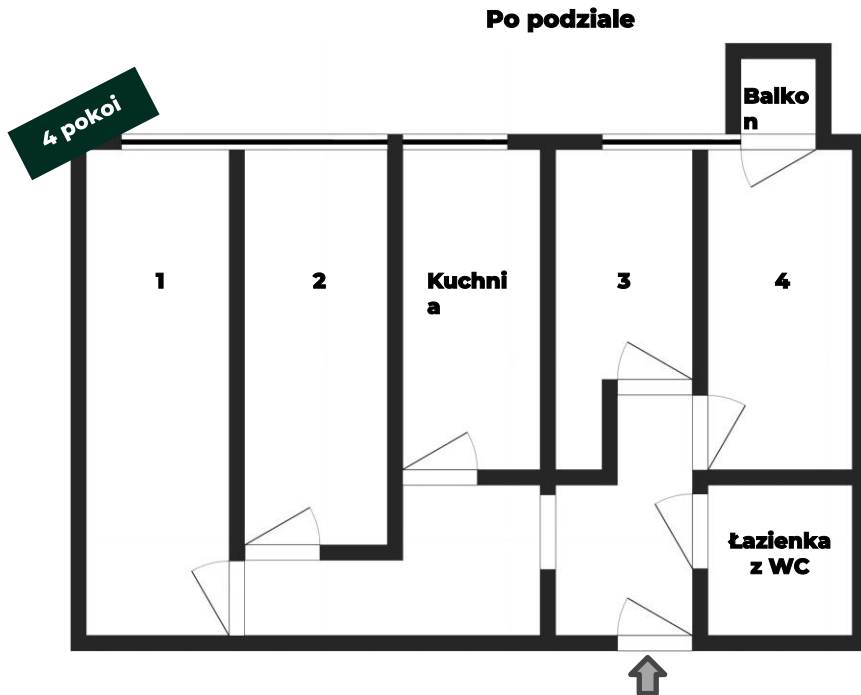 Po podziale
4 pokoi
Balko
n
1
2
Kuchni
a
3
4
Łazienka
z WC